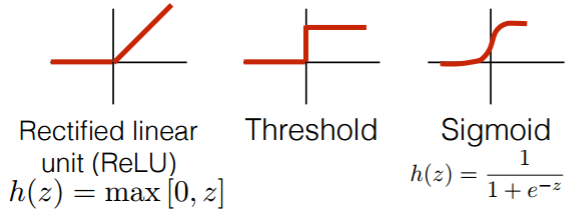 Rectified linear
unit (ReLU)
h(z) = max [0, z]
Threshold
Sigmoid
h(z) = 1 / (1 + e^{-z})